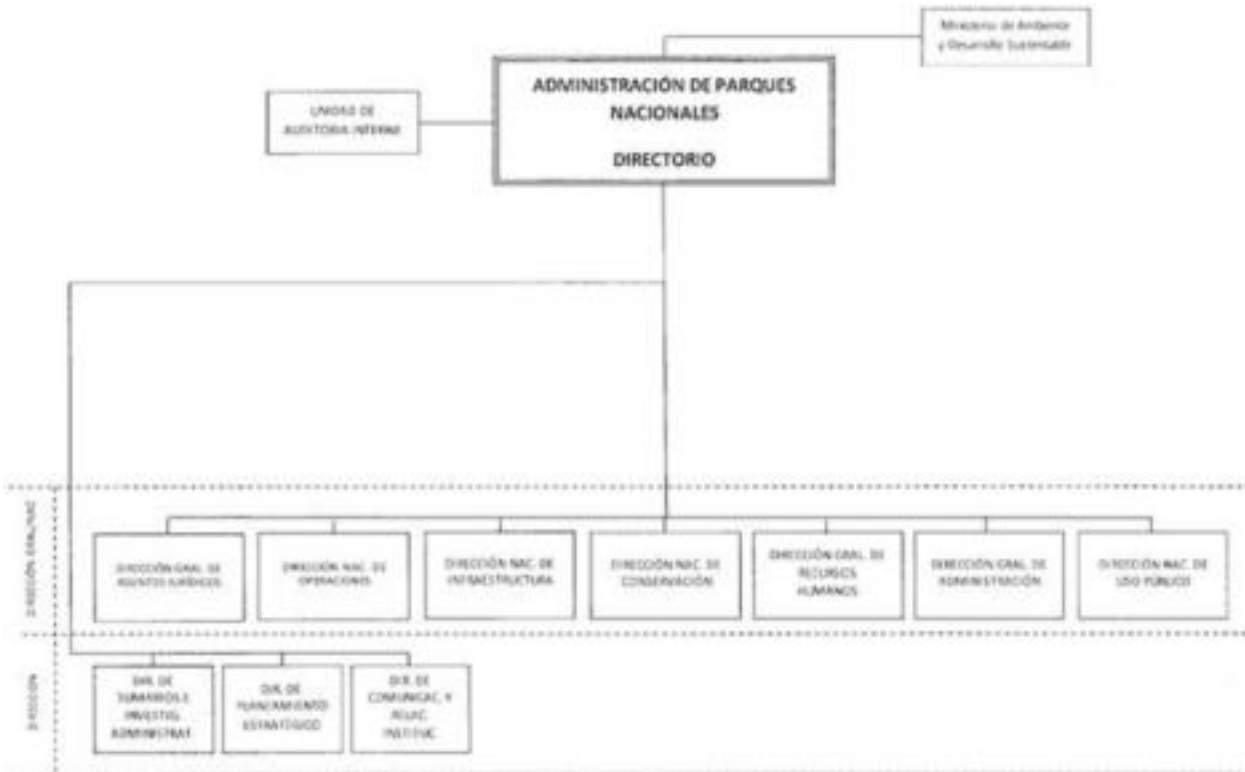 Ministerio de Ambiente
y Desarrollo Sustentable
ADMINISTRACIÓN DE PARQUES
NACIONALES
DIRECTORIO
UNIDAD DE
AUDITORIA INTERNA
DIRECCIÓN GRAL. DE
ASUNTOS JURÍDICOS
DIRECCIÓN NAC. DE
OPERACIONES
DIRECCIÓN NAC. DE
INFRAESTRUCTURA
DIRECCIÓN NAC. DE
CONSERVACIÓN
DIRECCIÓN GRAL. DE
RECURSOS
HUMANOS
DIRECCIÓN GRAL. DE
ADMINISTRACIÓN
DIRECCIÓN NAC. DE
USO PÚBLICO
DIRECCIÓN
DIRECCIÓN
DIR. DE
SUMARIOS E
INVESTIG.
ADMINISTRAT.
DIR. DE
PLANEAMIENTO
ESTRATÉGICO
DIR. DE
COMUNICAC. Y
RELAC.
INSTITUC.